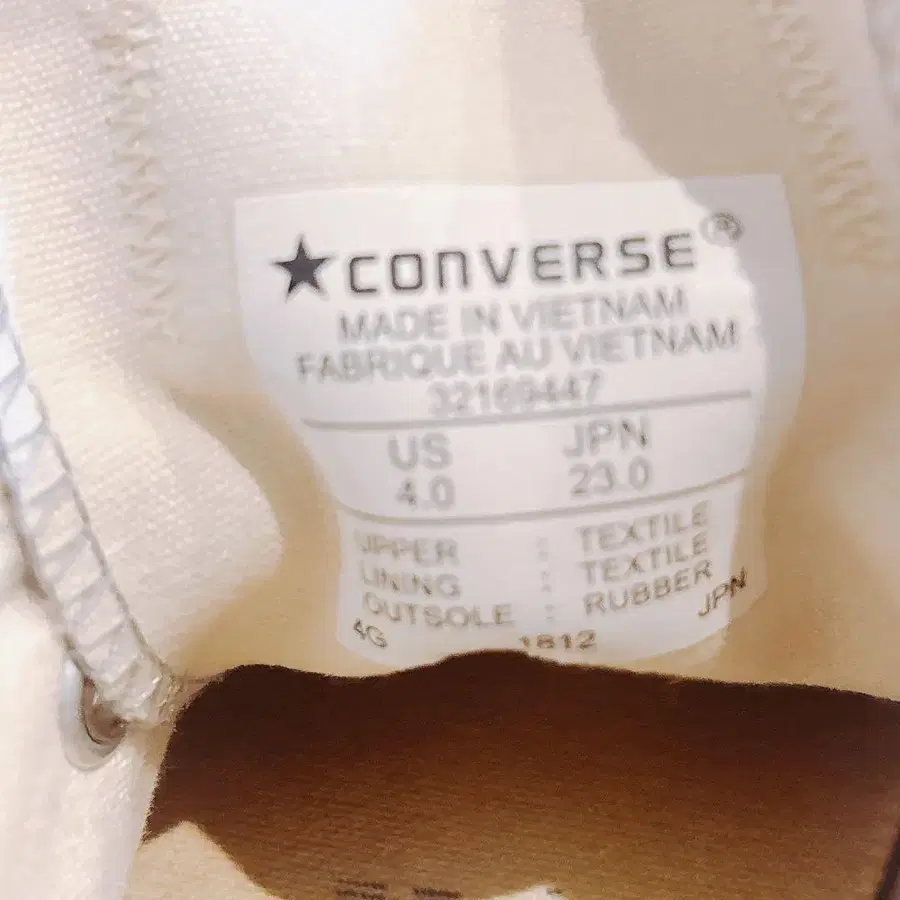 ★CONVERSE®
MADE IN VIETNAM
FABRIQUE AU VIETNAM
32169447
US JPN
4.0 23.0
UPPER : TEXTILE
LINING : TEXTILE
OUTSOLE : RUBBER
4G 1812 JPN